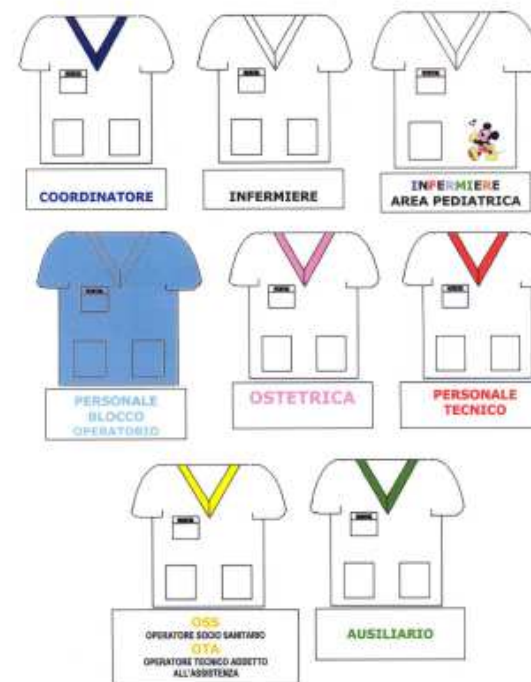 COORDINATORE
INFERMIERE
INFERMIERE
AREA PEDIATRICA
PERSONALE
BLOCCO
OPERATORIO
OSTETRICA
PERSONALE
TECNICO
OSS
OPERATORE SOCIO SANITARIO
OTA
OPERATORE TECNICO ADDETTO
ALL'ASSISTENZA
AUSILIARIO